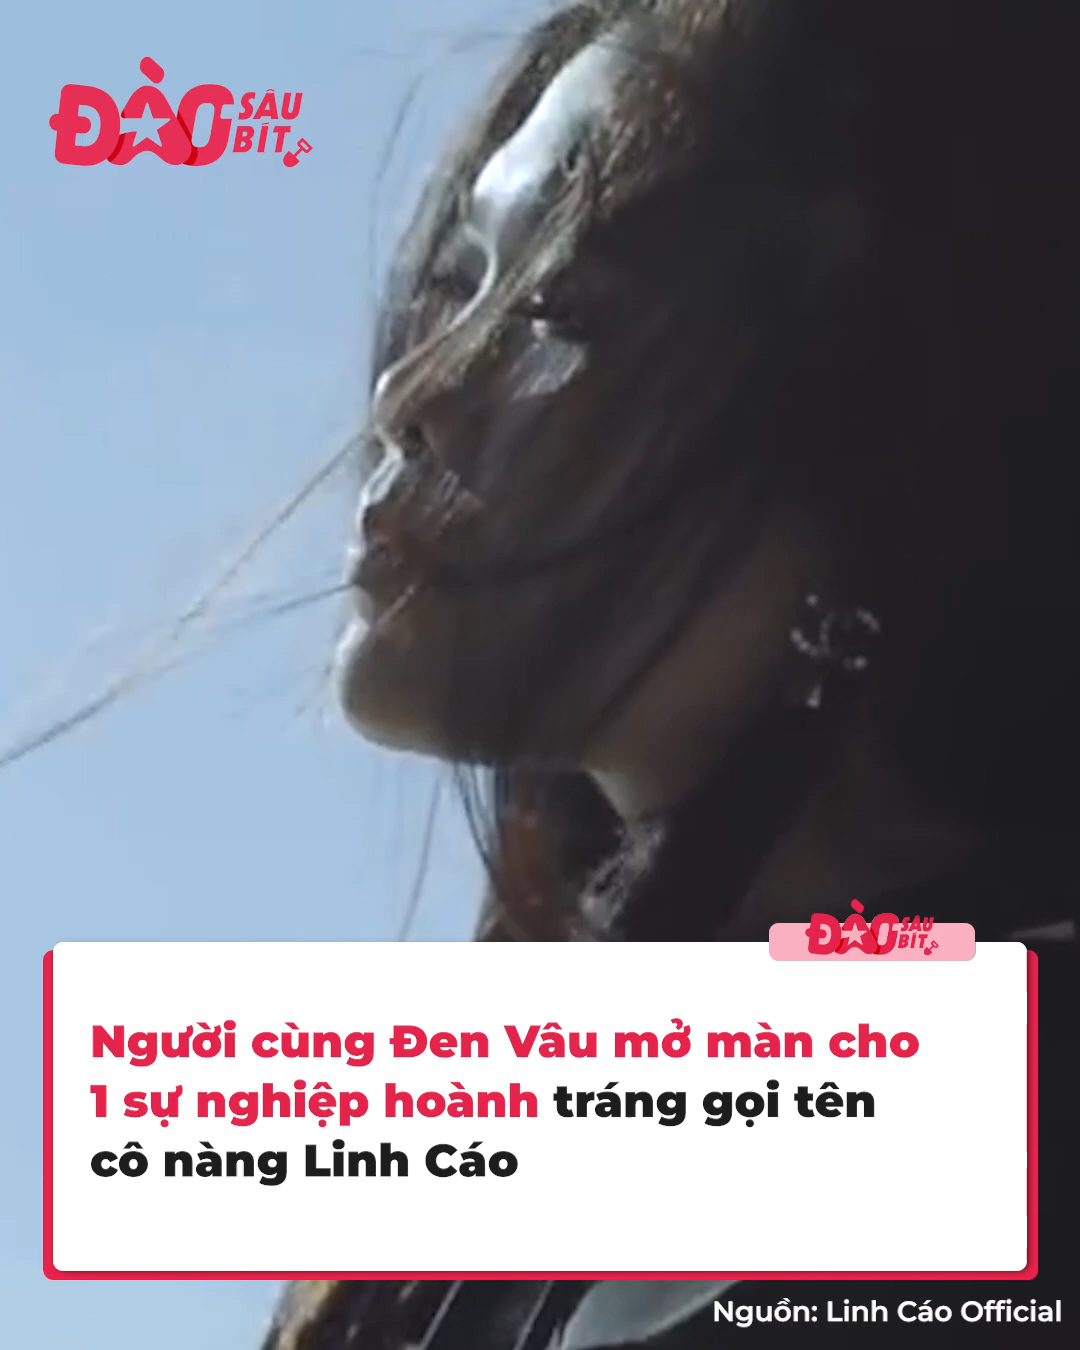 ĐÀO SÂU BÍT
ĐÀO SÂU BÍT
Người cùng Đen Vâu mở màn cho
1 sự nghiệp hoành tráng gọi tên
cô nàng Linh Cáo
Nguồn: Linh Cáo Official